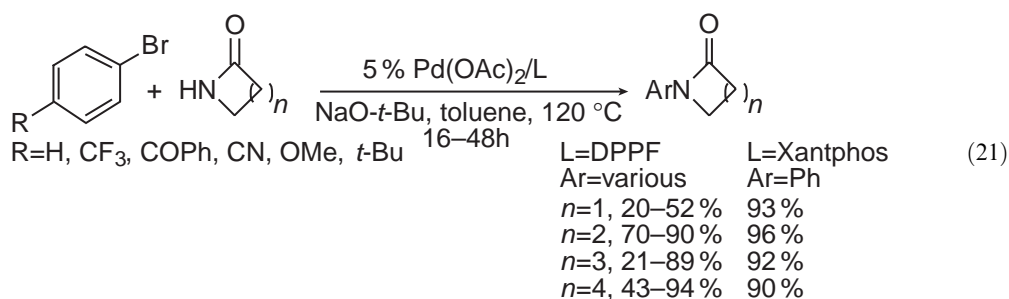 Br
O
HN
n
R
+
5 % Pd(OAc)2/L
NaO-t-Bu, toluene, 120 °C
16–48h
O
ArN
n
R=H, CF3, COPh, CN, OMe, t-Bu
L=DPPF L=Xantphos (21)
Ar=various Ar=Ph
n=1, 20–52 % 93 %
n=2, 70–90 % 96 %
n=3, 21–89 % 92 %
n=4, 43–94 % 90 %